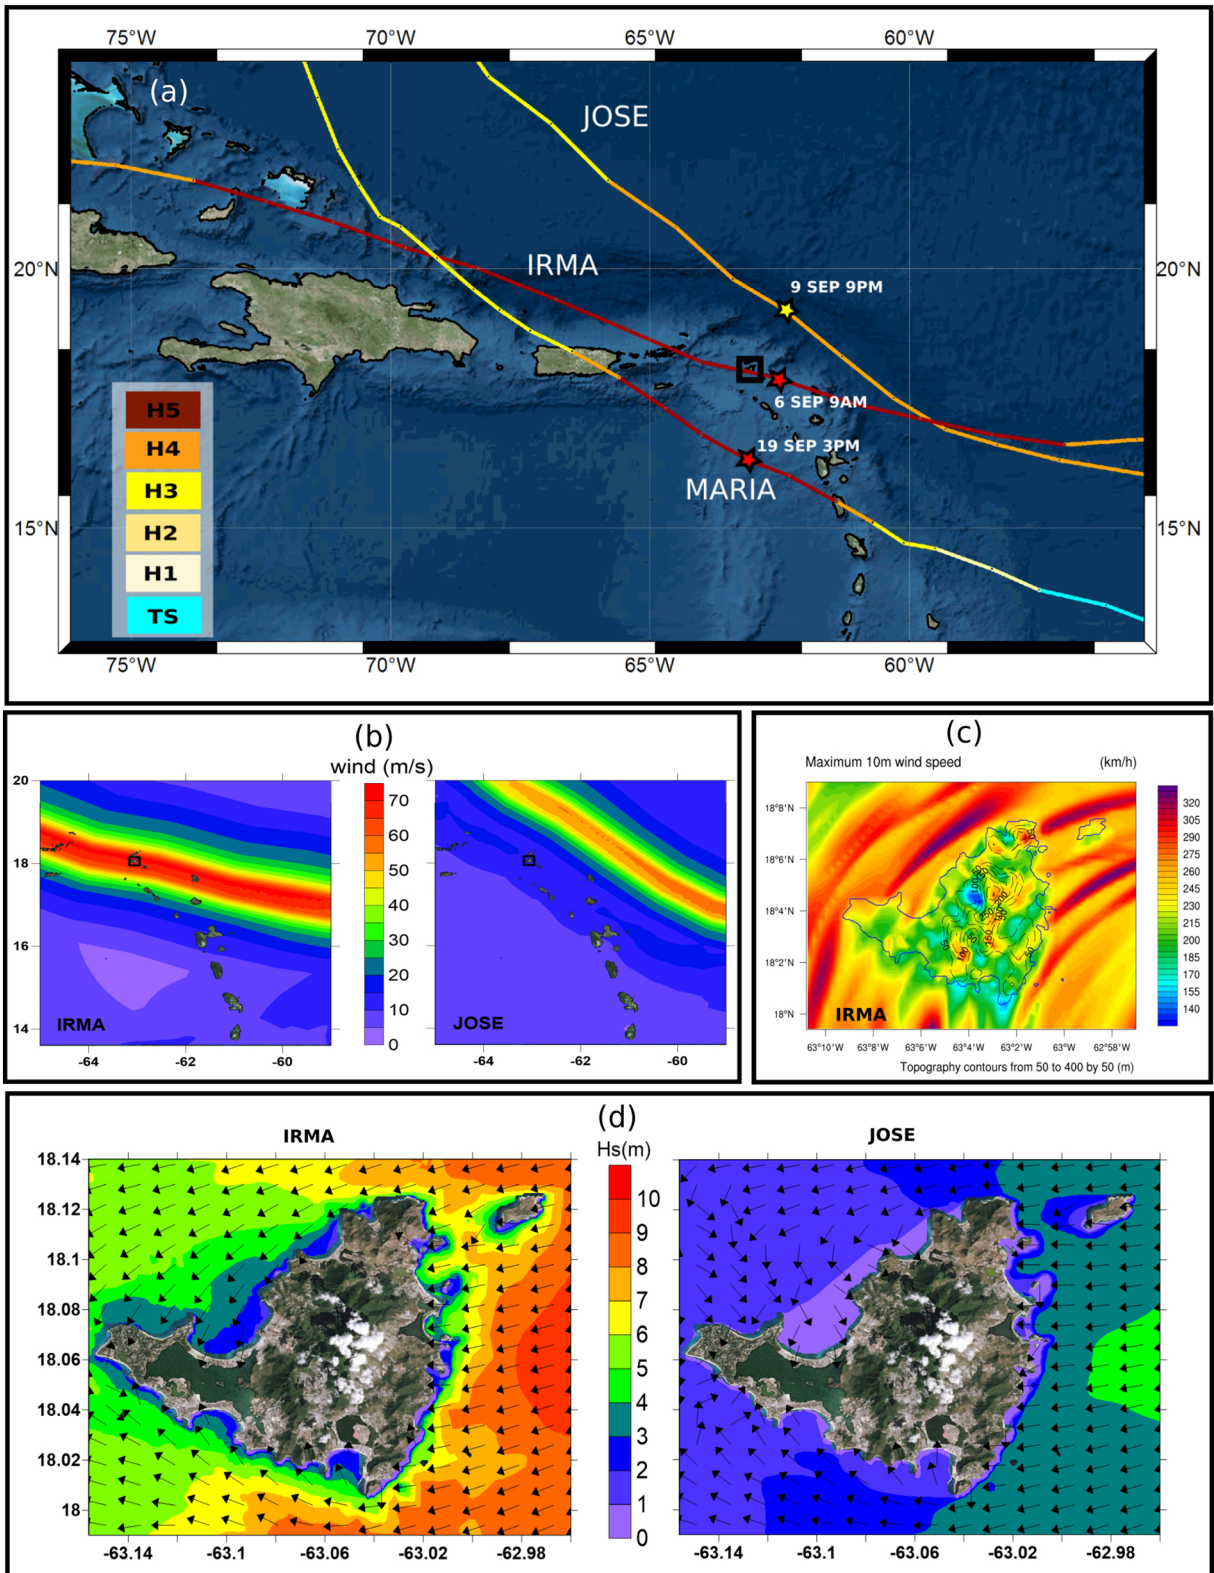 75°W 70°W 65°W 60°W
(a)
JOSE
IRMA
20°N 20°N
9 SEP 9PM
6 SEP 9AM
19 SEP 3PM
MARIA
H5
H4
H3
H2
H1
TS
15°N 15°N
75°W 70°W 65°W 60°W
(b)
wind (m/s)
20
18
16
14
IRMA
-64 -62 -60
70
60
50
40
30
20
10
0
JOSE
-64 -62 -60
(c)
Maximum 10m wind speed (km/h)
18°8'N
18°6'N
18°4'N
18°2'N
18°N
IRMA
320
305
290
275
260
245
230
215
200
185
170
155
140
63°10'W 63°8'W 63°6'W 63°4'W 63°2'W 63°W 62°58'W
Topography contours from 50 to 400 by 50 (m)
(d)
IRMA
Hs(m)
JOSE
18.14
18.12
18.1
18.08
18.06
18.04
18.02
18
10
9
8
7
6
5
4
3
2
1
0
-63.14 -63.1 -63.06 -63.02 -62.98
-63.14 -63.1 -63.06 -63.02 -62.98